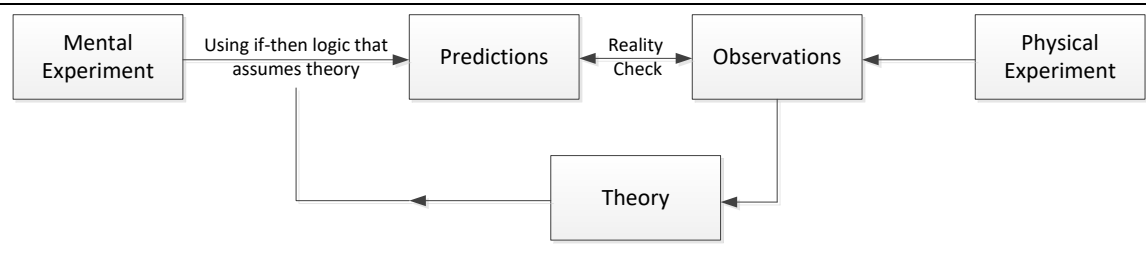 Mental
Experiment
Using if-then logic that
assumes theory
Predictions
Reality
Check
Observations
Physical
Experiment
Theory